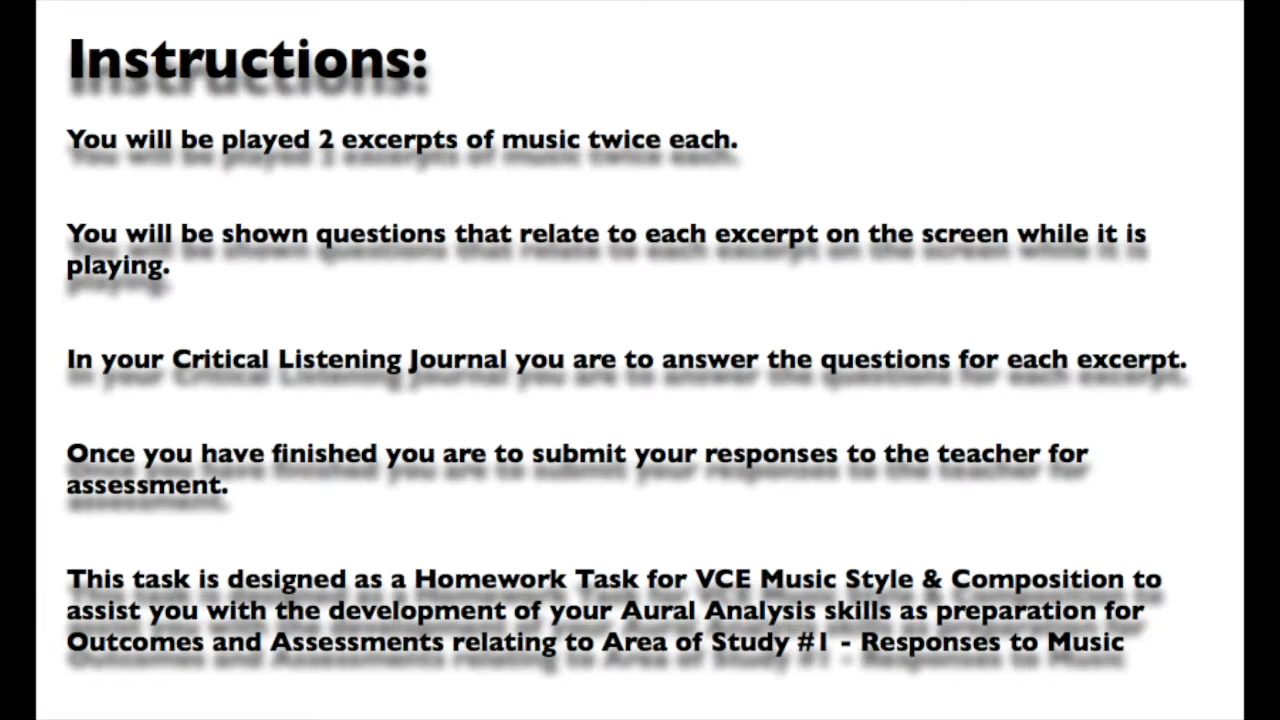 Instructions:
You will be played 2 excerpts of music twice each.
You will be shown questions that relate to each excerpt on the screen while it is
playing.
In your Critical Listening Journal you are to answer the questions for each excerpt.
Once you have finished you are to submit your responses to the teacher for
assessment.
This task is designed as a Homework Task for VCE Music Style & Composition to
assist you with the development of your Aural Analysis skills as preparation for
Outcomes and Assessments relating to Area of Study #1 - Responses to Music